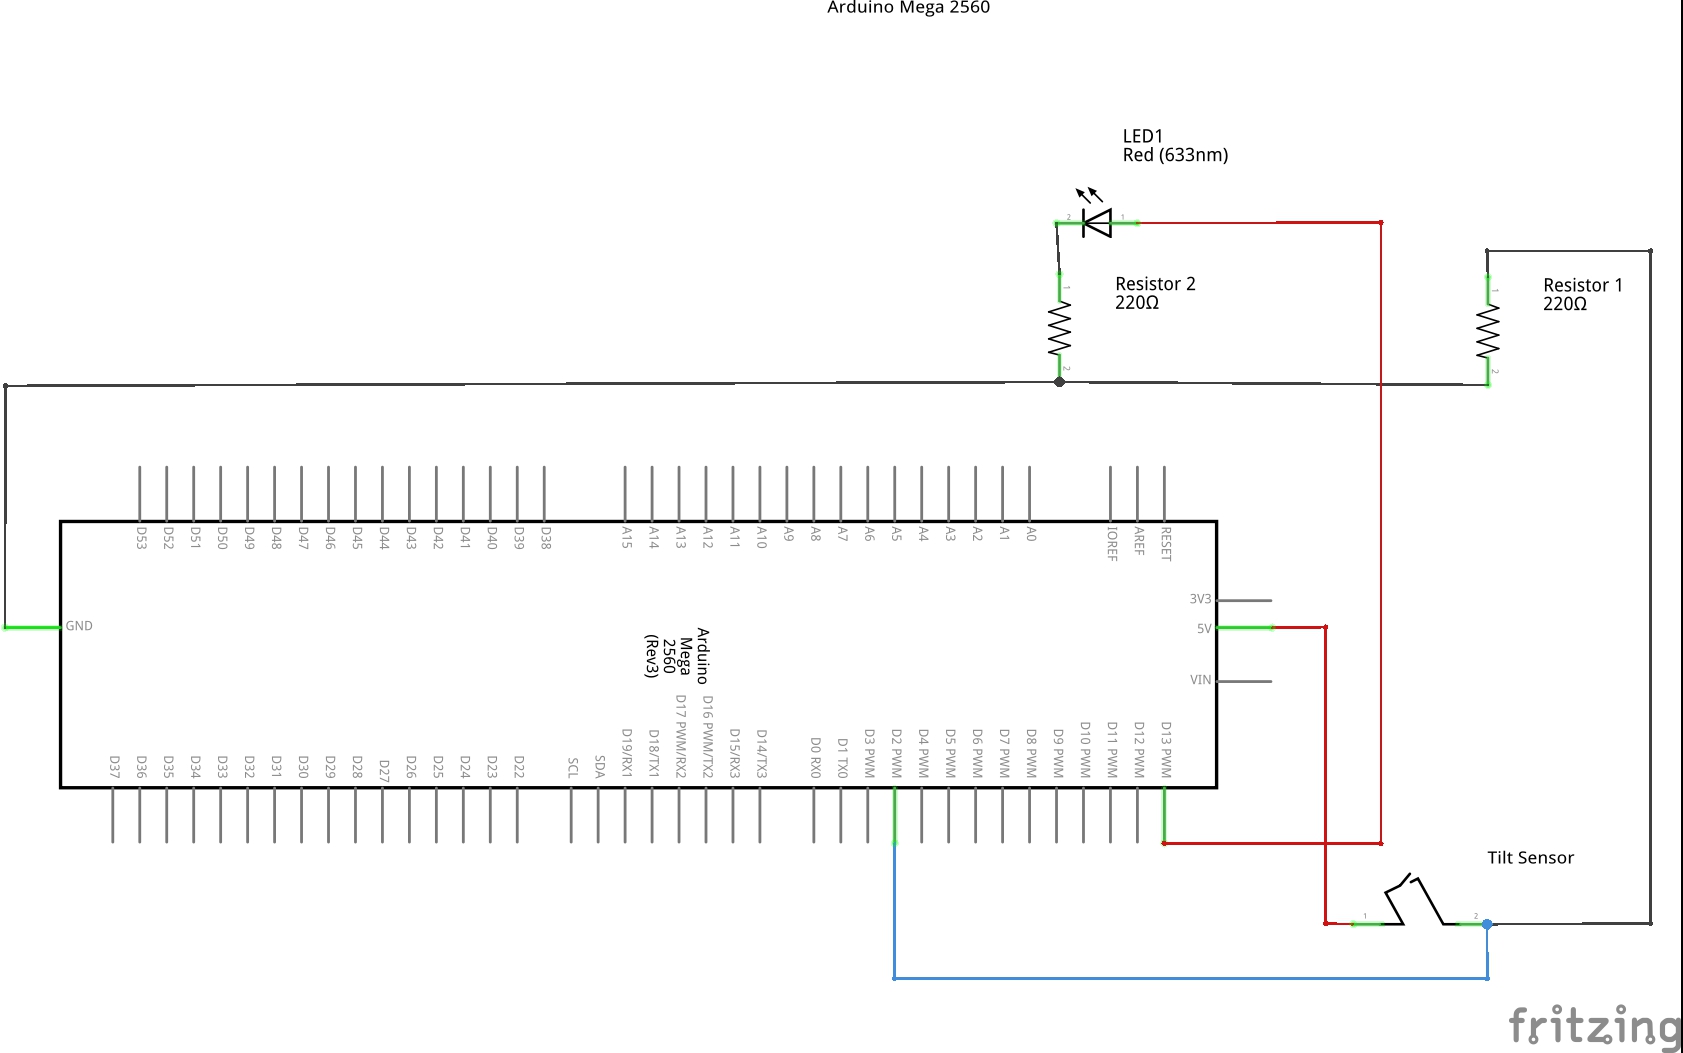 Arduino Mega 2560
LED1
Red (633nm)
2
1
Resistor 2
220Ω
1
2
Resistor 1
220Ω
1
2
D53
D52
D51
D50
D49
D48
D47
D46
D45
D44
D43
D42
D41
D40
D39
D38
A15
A14
A13
A12
A11
A10
A9
A8
A7
A6
A5
A4
A3
A2
A1
A0
IOREF
AREF
RESET
3V3
5V
VIN
GND
Arduino
Mega
2560
(Rev3)
D37
D36
D35
D34
D33
D32
D31
D30
D29
D28
D27
D26
D25
D24
D23
D22
SCL
SDA
D19/RX1
D18/TX1
D17 PWM/RX2
D16 PWM/TX2
D15/RX3
D14/TX3
D0 RX0
D1 TX0
D3 PWM
D2 PWM
D4 PWM
D5 PWM
D6 PWM
D7 PWM
D8 PWM
D9 PWM
D10 PWM
D11 PWM
D12 PWM
D13 PWM
Tilt Sensor
1
2
fritzing